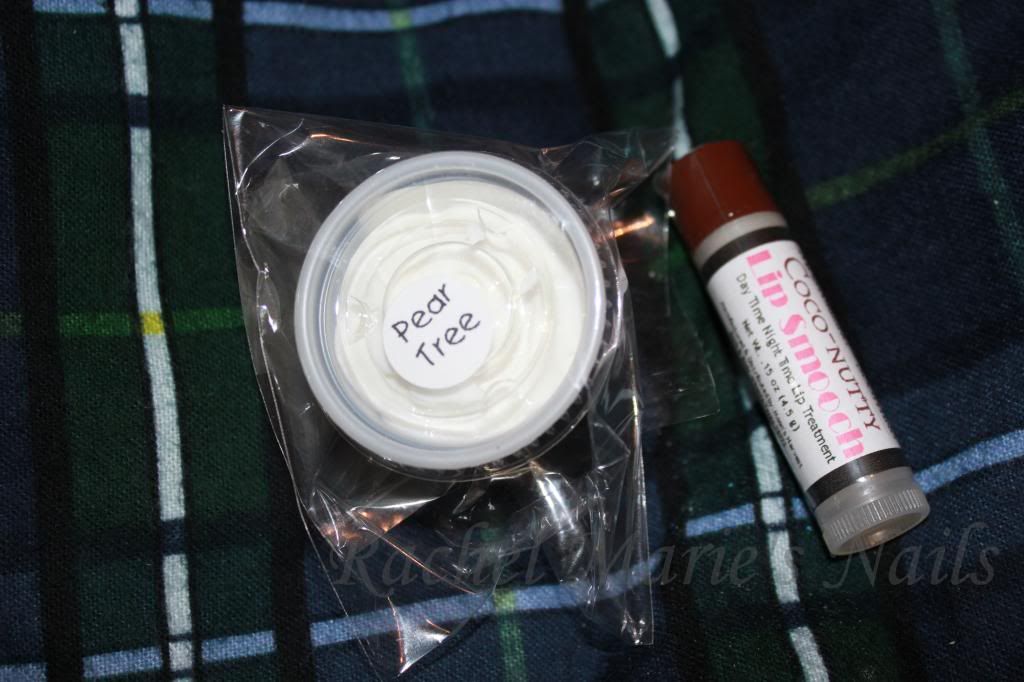 Pear
Tree
COCO-NUTTY
Lip Smooch
Day Time Night Time Lip Treatment
Net Wt. .15 oz (4.5 g)
Rachel Marie's Nails